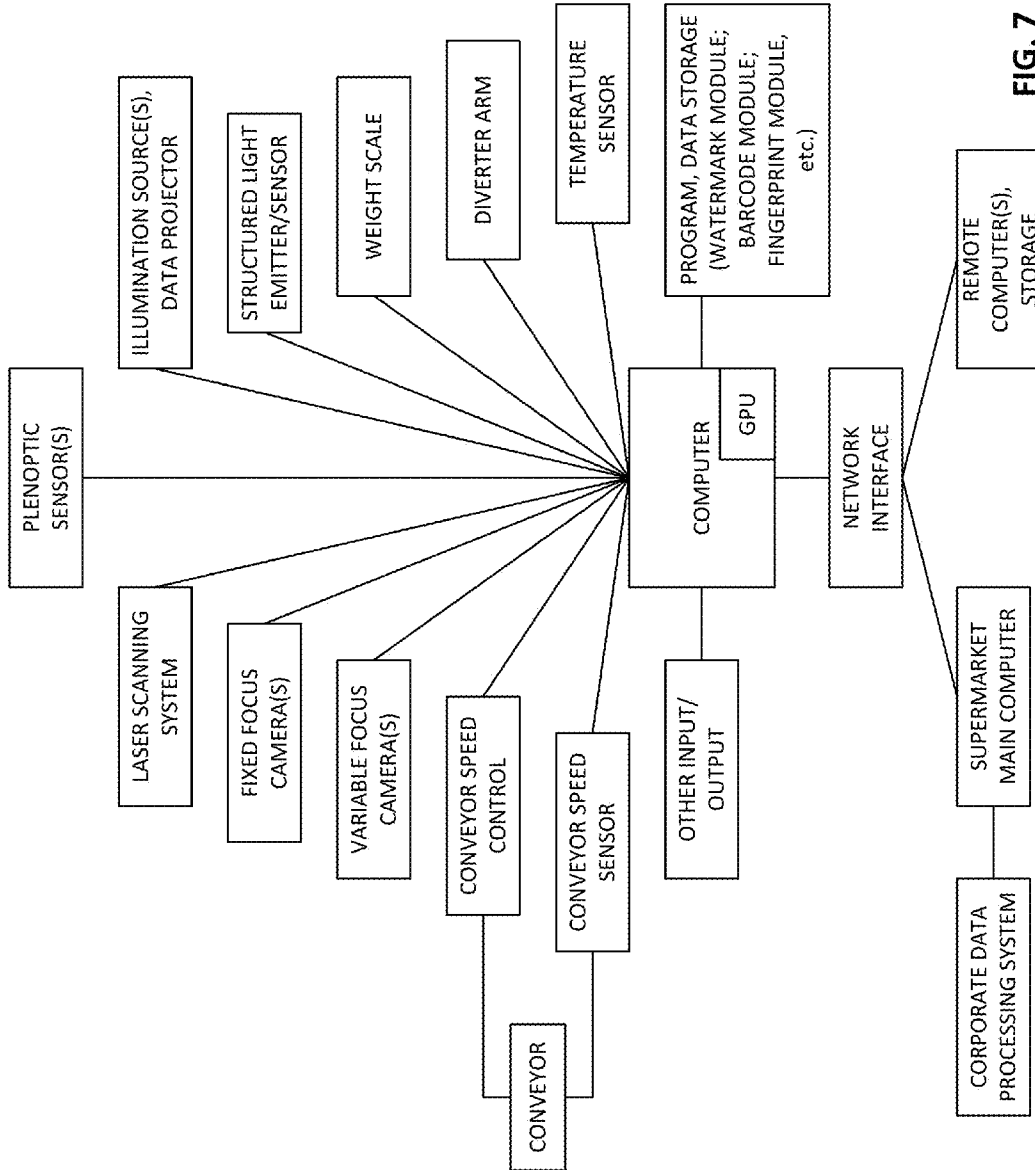 PLENOPTIC
SENSOR(S)
LASER SCANNING
SYSTEM
ILLUMINATION SOURCE(S),
DATA PROJECTOR
FIXED FOCUS
CAMERA(S)
STRUCTURED LIGHT
EMITTER/SENSOR
VARIABLE FOCUS
CAMERA(S)
WEIGHT SCALE
CONVEYOR SPEED
CONTROL
DIVERTER ARM
CONVEYOR
CONVEYOR SPEED
SENSOR
TEMPERATURE
SENSOR
OTHER INPUT/
OUTPUT
COMPUTER
GPU
PROGRAM, DATA STORAGE
(WATERMARK MODULE;
BARCODE MODULE;
FINGERPRINT MODULE,
etc.)
NETWORK
INTERFACE
CORPORATE DATA
PROCESSING SYSTEM
SUPERMARKET
MAIN COMPUTER
REMOTE
COMPUTER(S),
STORAGE
FIG. 7